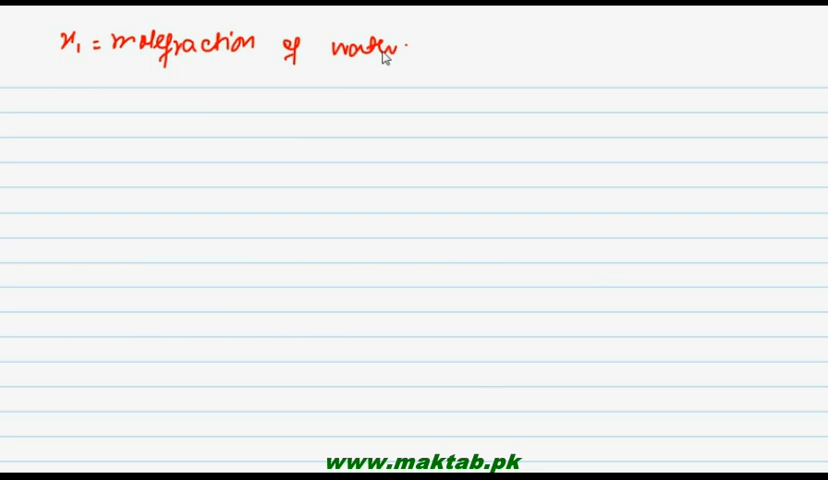 x₁ = molefraction of water.
www.maktab.pk